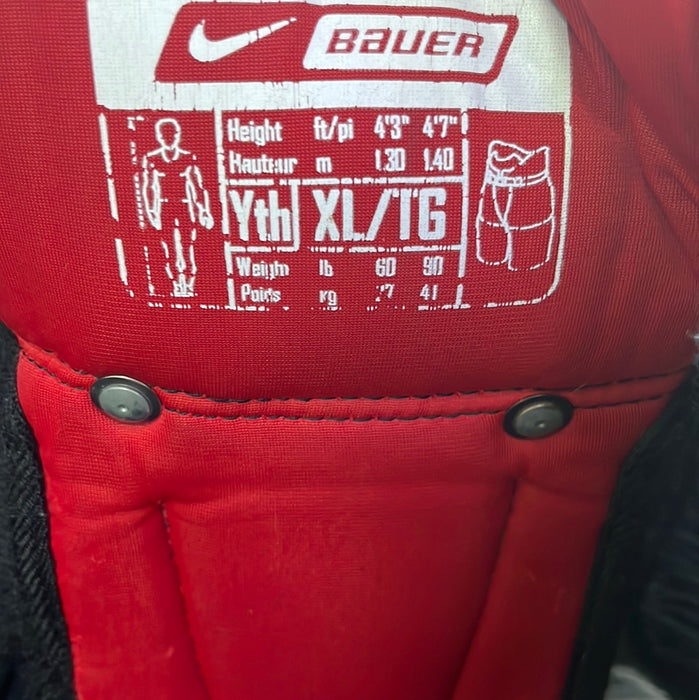 BAUER
Height ft/pi 4'3" 4'7"
Hauteur m 1.30 1.40
Yth XL/TG
Weight lb 60 90
Poids kg 27 41